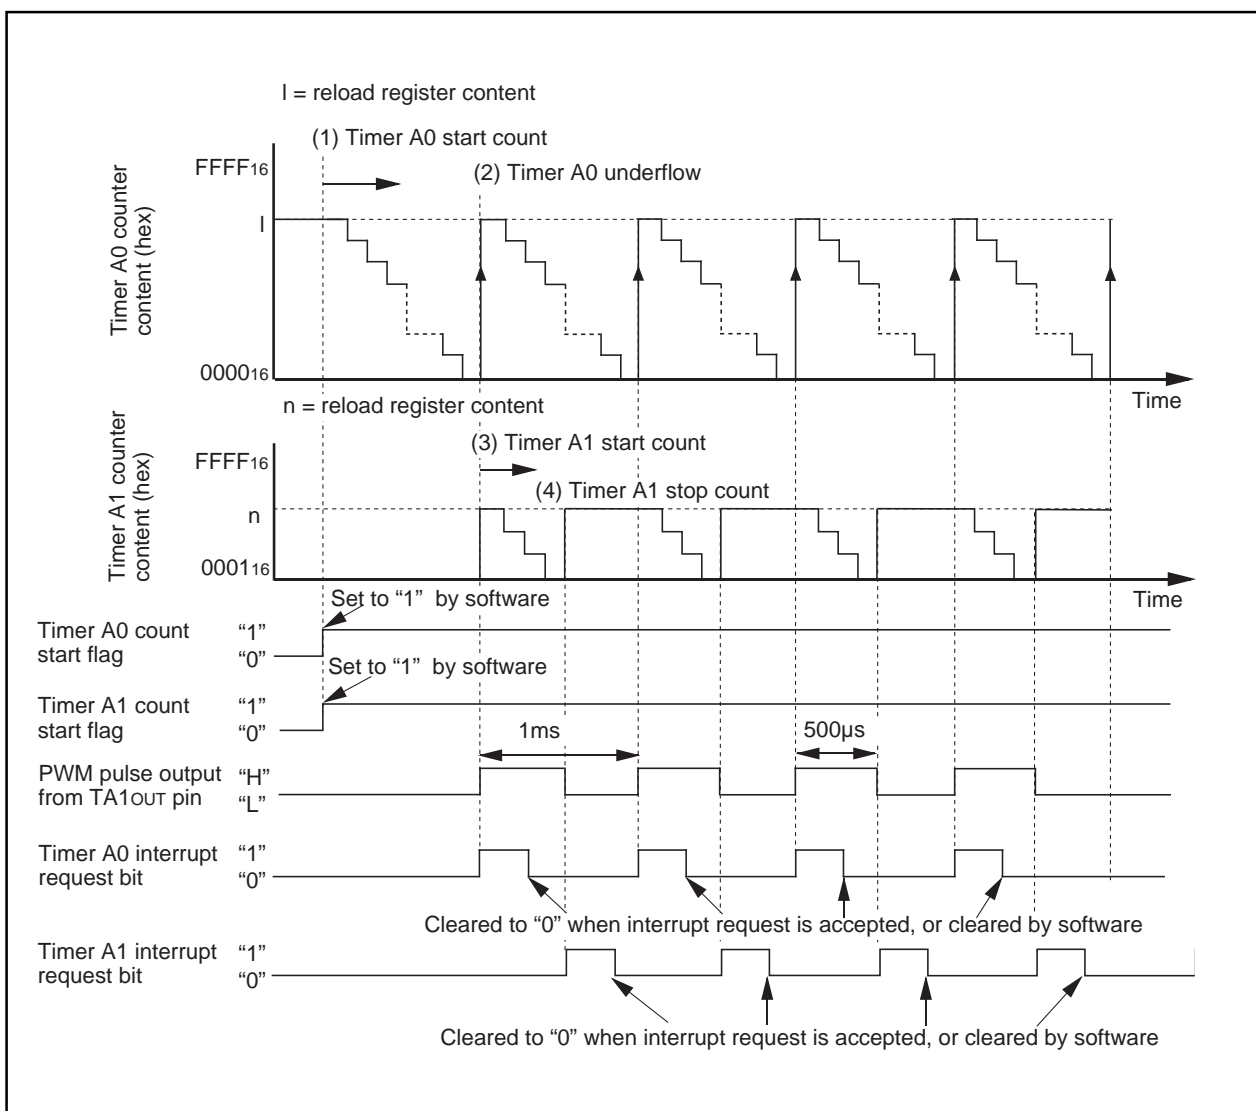 l = reload register content
(1) Timer A0 start count
FFFF16
(2) Timer A0 underflow
l
Timer A0 counter
content (hex)
000016
Time
n = reload register content
(3) Timer A1 start count
FFFF16
(4) Timer A1 stop count
n
Timer A1 counter
content (hex)
000116
Time
Set to “1” by software
Timer A0 count
start flag
“1”
“0”
Set to “1” by software
Timer A1 count
start flag
“1”
“0”
1ms
500µs
PWM pulse output
from TA1OUT pin
“H”
“L”
Timer A0 interrupt
request bit
“1”
“0”
Cleared to “0” when interrupt request is accepted, or cleared by software
Timer A1 interrupt
request bit
“1”
“0”
Cleared to “0” when interrupt request is accepted, or cleared by software